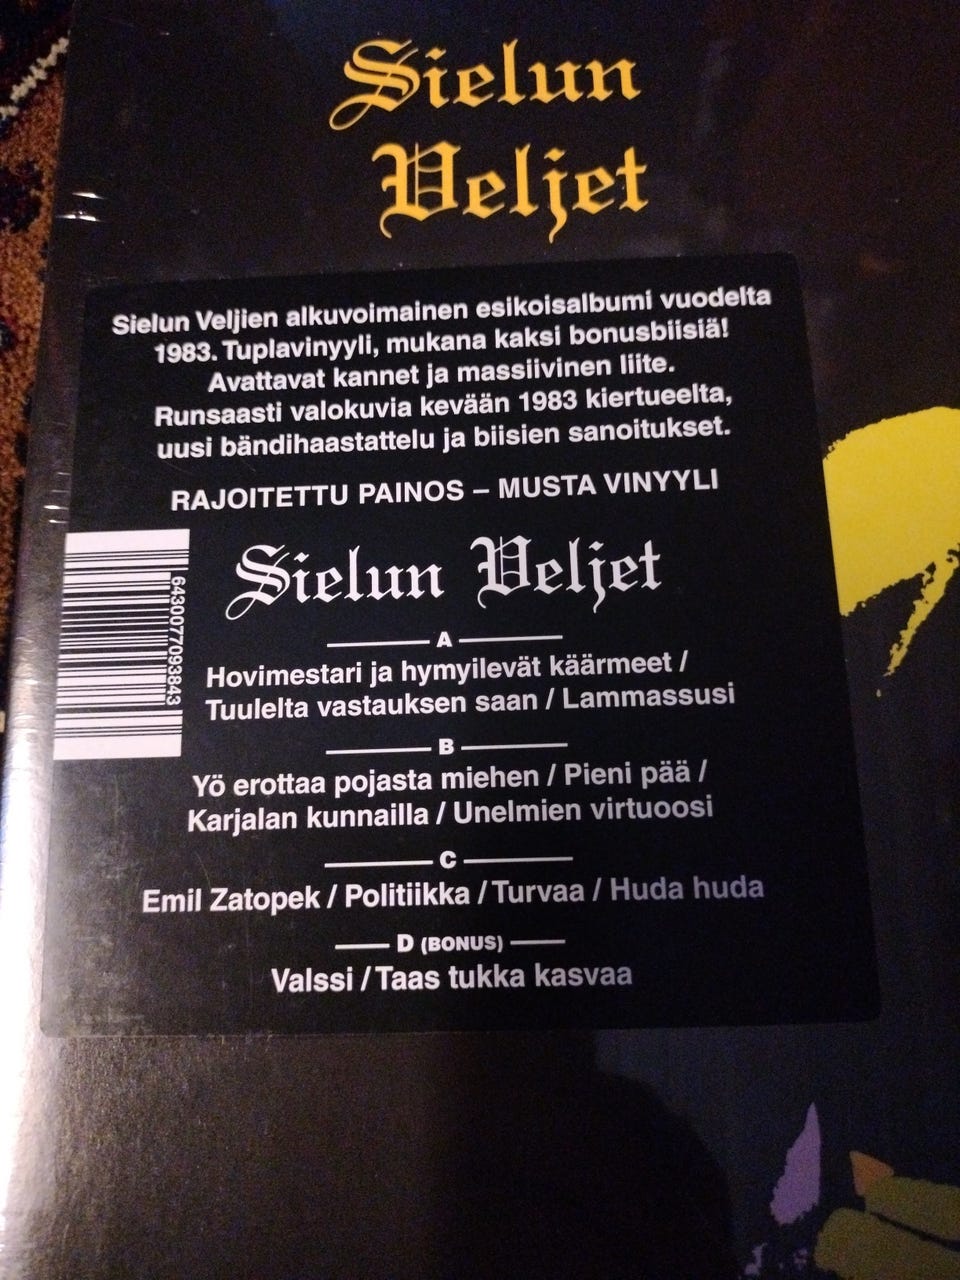 Sielun
Veljet
Sielun Veljien alkuvoimainen esikoisalbumi vuodelta
1983. Tuplavinyyli, mukana kaksi bonusbiisiä!
Avattavat kannet ja massiivinen liite.
Runsaasti valokuvia kevään 1983 kiertueelta,
uusi bändihaastattelu ja biisien sanoitukset.
RAJOITETTU PAINOS – MUSTA VINYYLI
6430077093843
Sielun Veljet
A
Hovimestari ja hymyilevät käärmeet /
Tuulelta vastauksen saan / Lammassusi
B
Yö erottaa pojasta miehen / Pieni pää /
Karjalan kunnailla / Unelmien virtuoosi
C
Emil Zatopek / Politiikka / Turvaa / Huda huda
D (BONUS)
Valssi / Taas tukka kasvaa